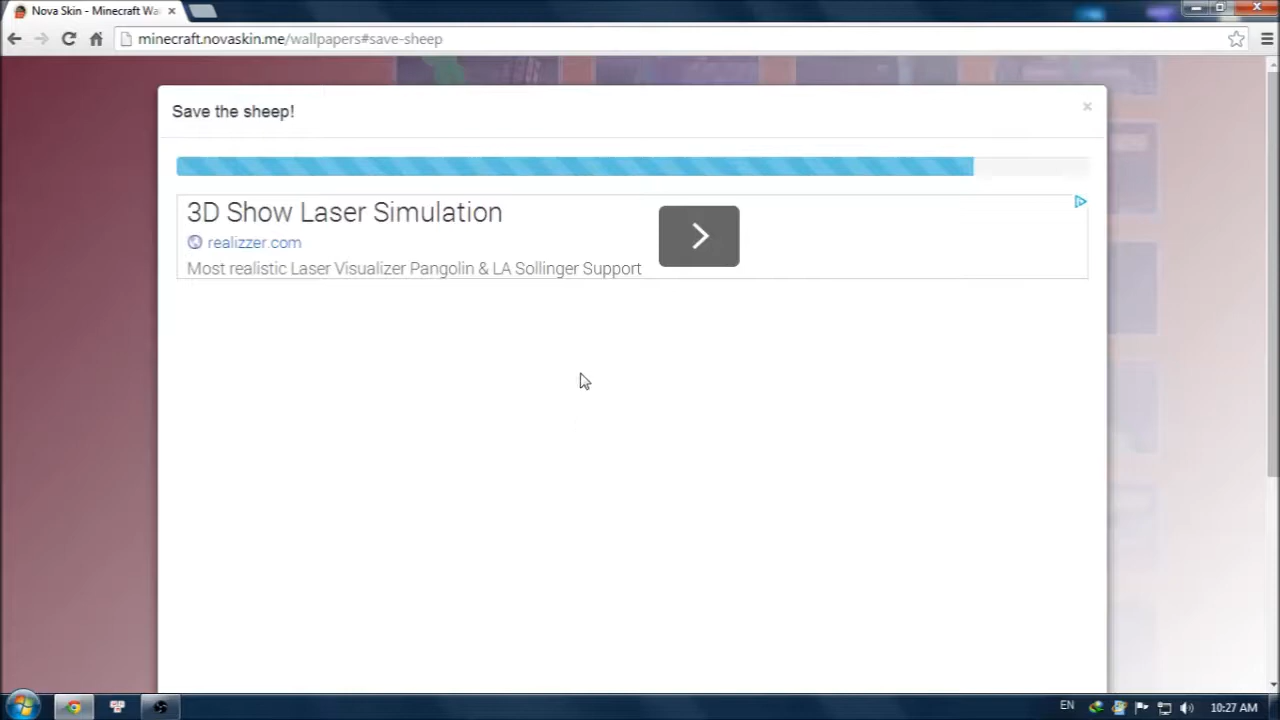 Nova Skin - Minecraft Wa
minecraft.novaskin.me/wallpapers#save-sheep
Save the sheep!
3D Show Laser Simulation
realizzer.com
Most realistic Laser Visualizer Pangolin & LA Sollinger Support
EN
10:27 AM